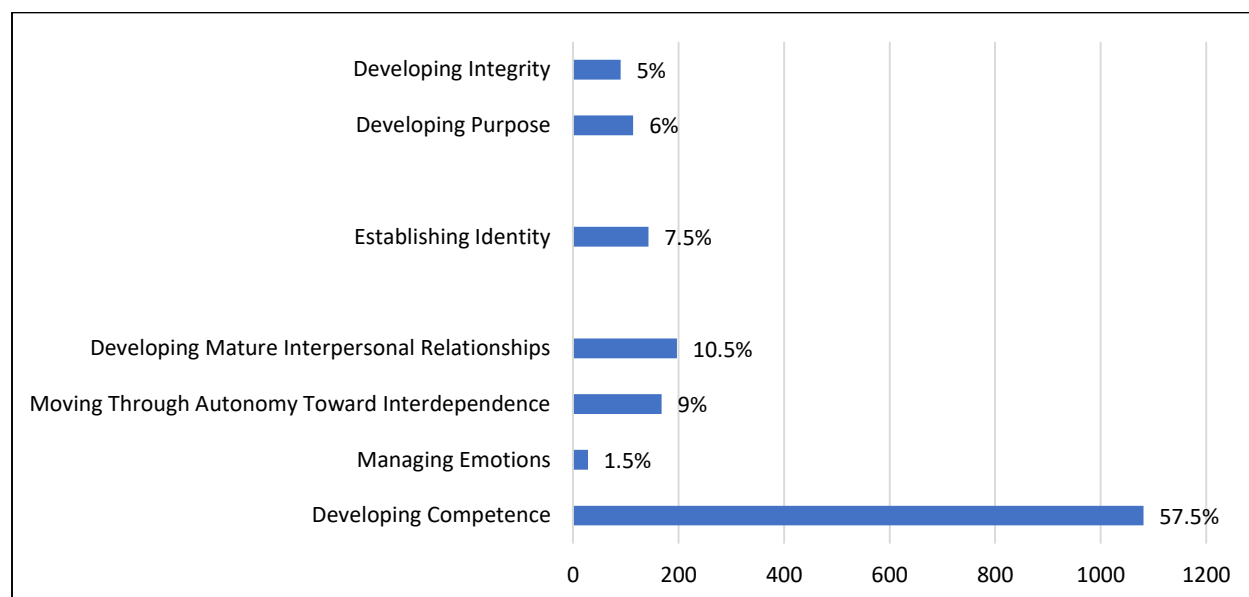 Developing Integrity 5%
Developing Purpose 6%
Establishing Identity 7.5%
Developing Mature Interpersonal Relationships 10.5%
Moving Through Autonomy Toward Interdependence 9%
Managing Emotions 1.5%
Developing Competence 57.5%
0 200 400 600 800 1000 1200